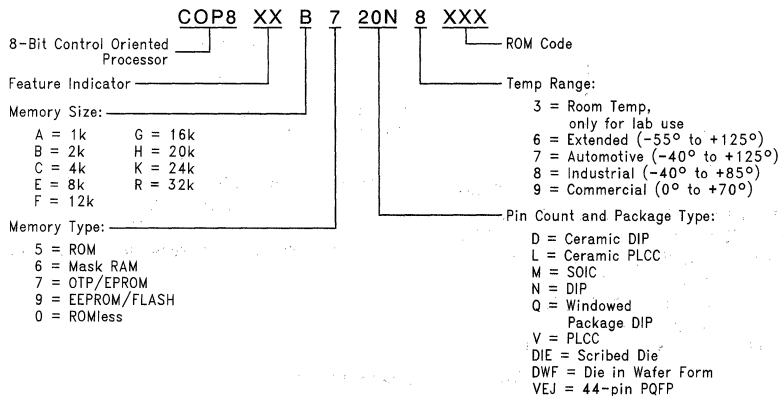 COP8 XX B 7 20N 8 XXX
8-Bit Control Oriented
Processor
Feature Indicator
Memory Size:
A = 1k G = 16k
B = 2k H = 20k
C = 4k K = 24k
E = 8k R = 32k
F = 12k
Memory Type:
5 = ROM
6 = Mask RAM
7 = OTP/EPROM
9 = EEPROM/FLASH
0 = ROMless
ROM Code
Temp Range:
3 = Room Temp,
only for lab use
6 = Extended (-55° to +125°)
7 = Automotive (-40° to +125°)
8 = Industrial (-40° to +85°)
9 = Commercial (0° to +70°)
Pin Count and Package Type:
D = Ceramic DIP
L = Ceramic PLCC
M = SOIC
N = DIP
Q = Windowed
Package DIP
V = PLCC
DIE = Scribed Die
DWF = Die in Wafer Form
VEJ = 44-pin PQFP